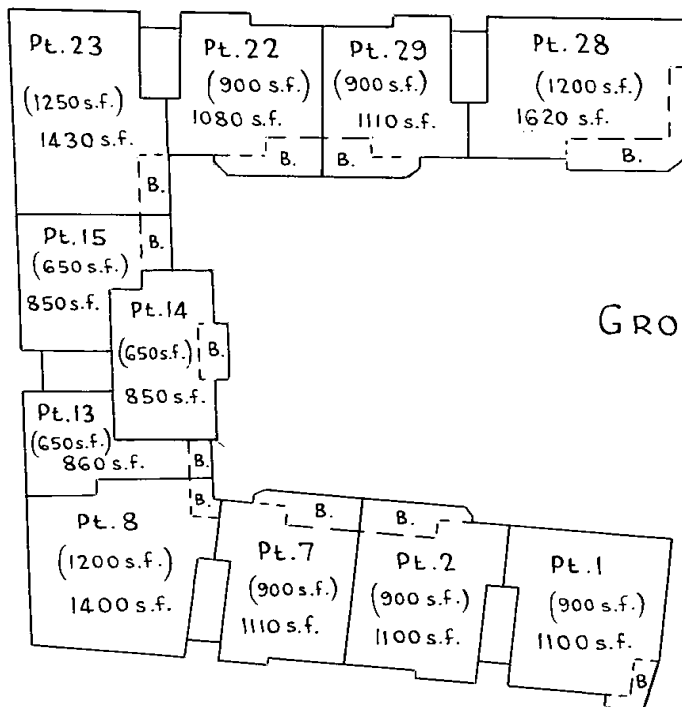 Pt.23
(1250 s.f.)
1430 s.f.
B.
Pt.22
(900 s.f.)
1080 s.f.
B.
Pt.29
(900 s.f.)
1110 s.f.
B.
Pt.28
(1200 s.f.)
1620 s.f.
B.
Pt.15
(650 s.f.)
850 s.f.
B.
Pt.14
(650 s.f.)
850 s.f.
B.
GRO
Pt.13
(650 s.f.)
860 s.f.
B.
Pt.8
(1200 s.f.)
1400 s.f.
B.
Pt.7
(900 s.f.)
1110 s.f.
B.
Pt.2
(900 s.f.)
1100 s.f.
B.
Pt.1
(900 s.f.)
1100 s.f.
B